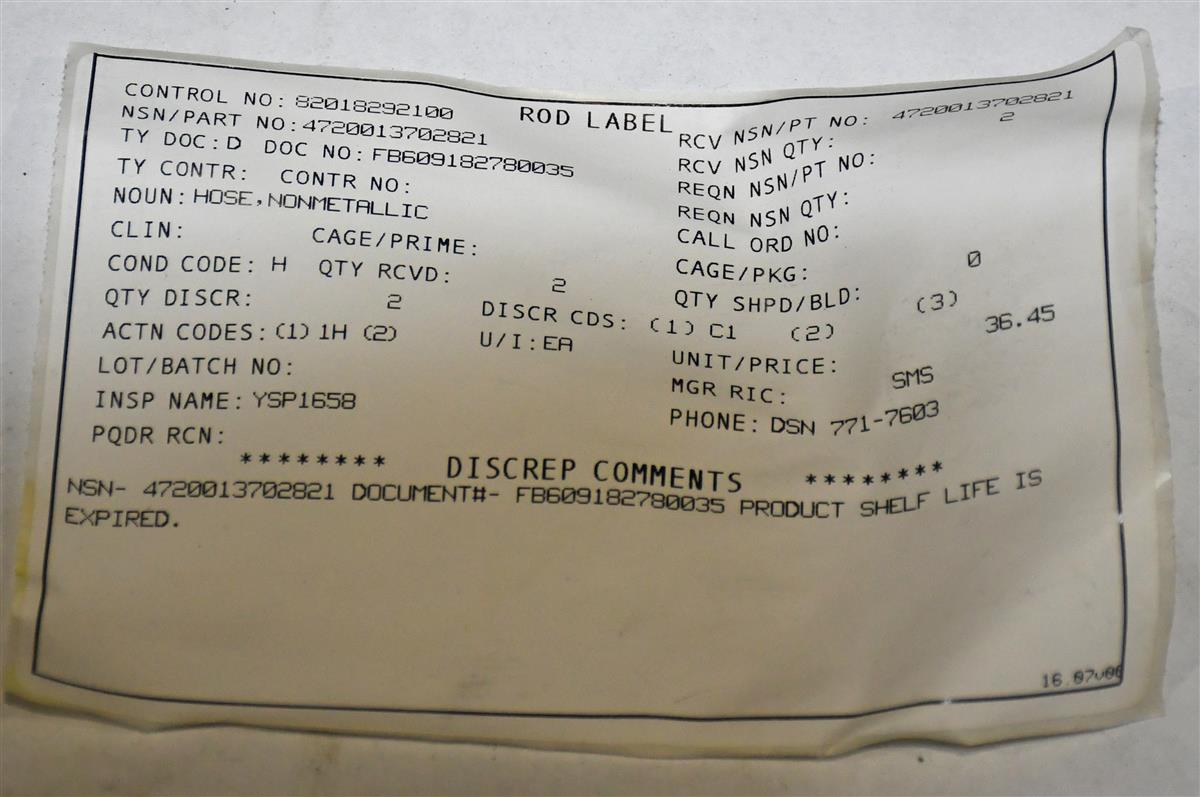 ROD LABEL
CONTROL NO: 82018292100
NSN/PART NO: 4720013702821
TY DOC: D DOC NO: FB609182780035
TY CONTR: CONTR NO:
NOUN: HOSE, NONMETALLIC
CLIN: CAGE/PRIME:
COND CODE: H QTY RCVD: 2
QTY DISCR: 2 DISCR CDS: (1) C1 (2) (3)
ACTN CODES: (1) 1H (2) U/I: EA
LOT/BATCH NO:
INSP NAME: YSP1658
PQDR RCN:
RCV NSN/PT NO: 4720013702821
RCV NSN QTY: 2
REQN NSN/PT NO:
REQN NSN QTY:
CALL ORD NO:
CAGE/PKG:
QTY SHPD/BLD: 0
UNIT/PRICE: 36.45
MGR RIC: SMS
PHONE: DSN 771-7603
******** DISCREP COMMENTS ********
NSN- 4720013702821 DOCUMENT#- FB609182780035 PRODUCT SHELF LIFE IS
EXPIRED.